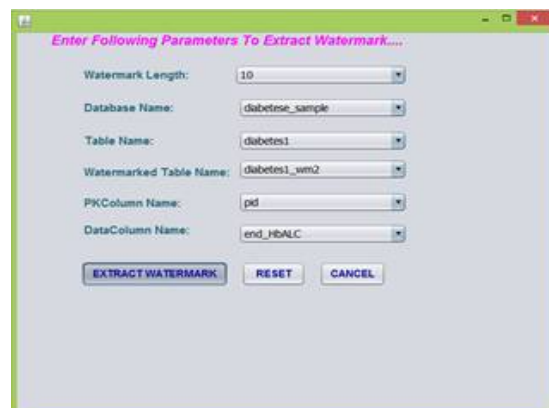 Enter Following Parameters To Extract Watermark....
Watermark Length: 10
Database Name: diabetese_sample
Table Name: diabetes1
Watermarked Table Name: diabetes1_wm2
PKColumn Name: pid
DataColumn Name: end_HbALC
EXTRACT WATERMARK RESET CANCEL